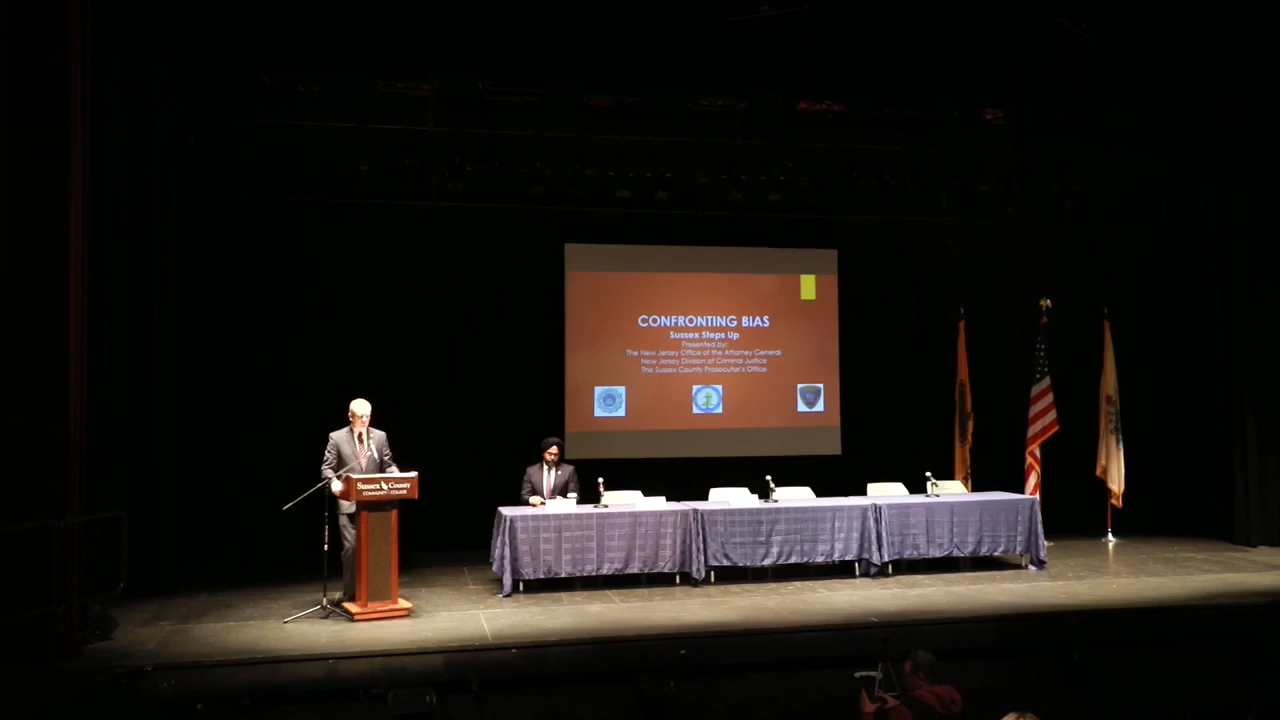 CONFRONTING BIAS
Sussex Steps Up
Presented by:
The New Jersey Office of the Attorney General
New Jersey Division of Criminal Justice
The Sussex County Prosecutor's Office
Sussex County
COMMUNITY COLLEGE